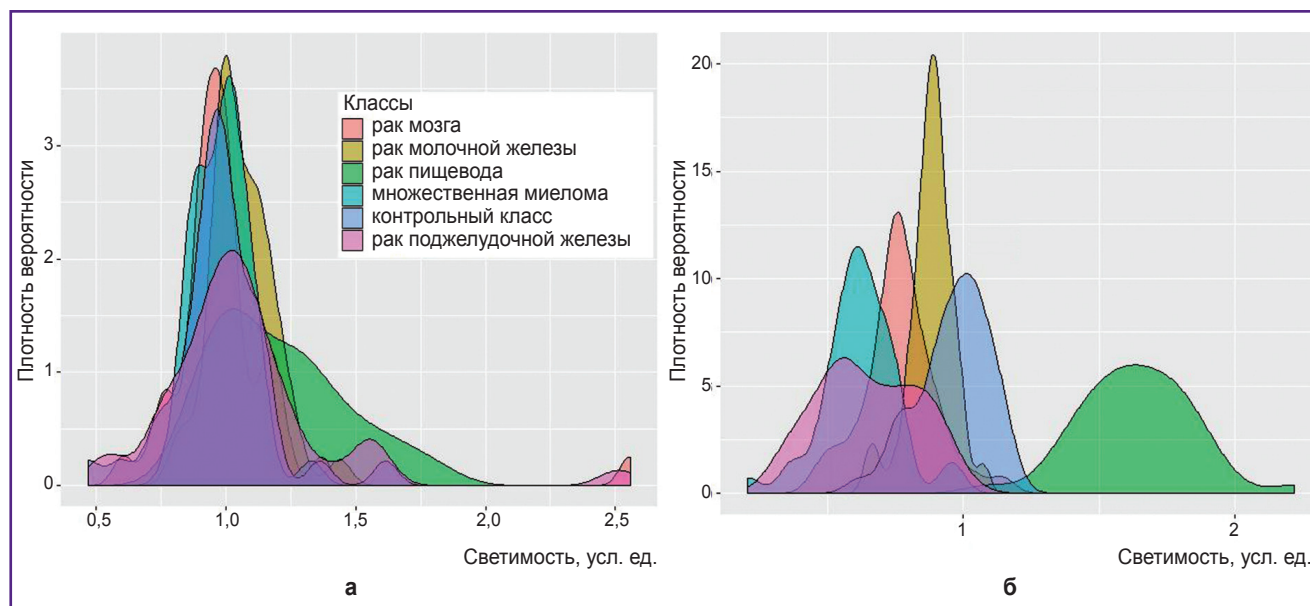 Плотность вероятности
3
2
1
0
0,5
1,0
1,5
2,0
2,5
Светимость, усл. ед.
а
Классы
рак мозга
рак молочной железы
рак пищевода
множественная миелома
контрольный класс
рак поджелудочной железы
Плотность вероятности
20
15
10
5
0
1
2
Светимость, усл. ед.
б